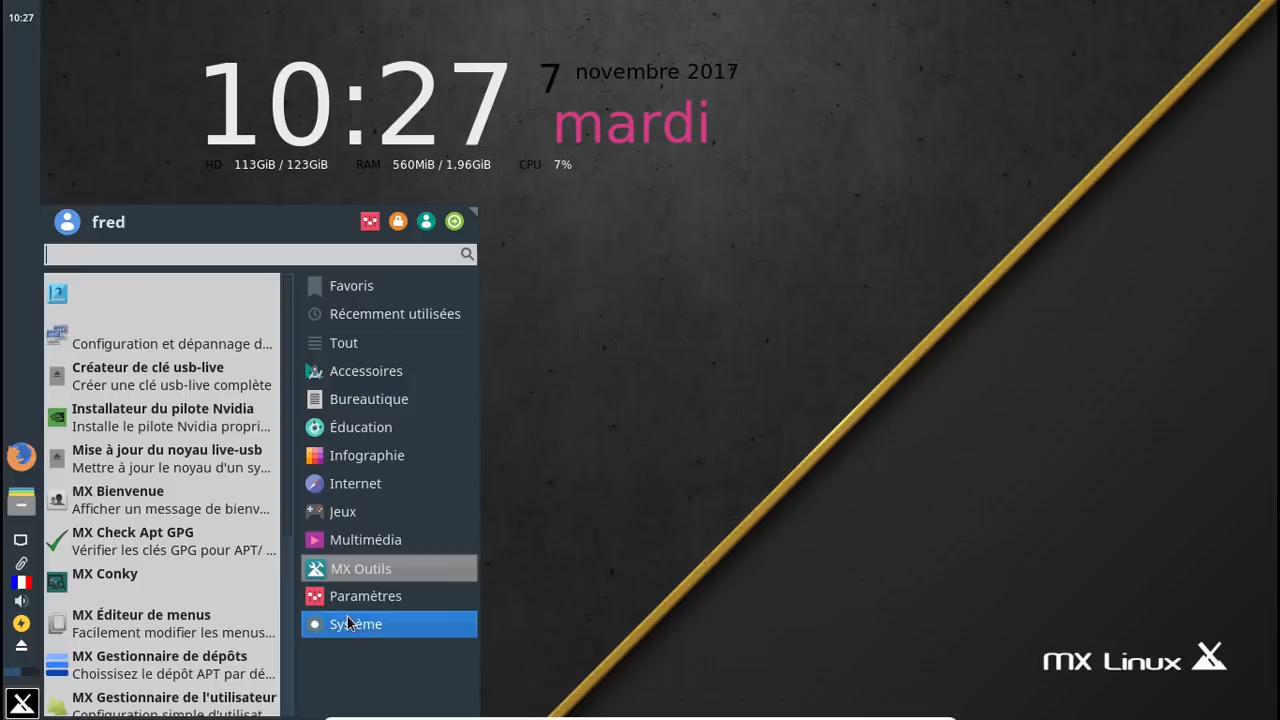 10:27
10:27
7 novembre 2017
mardi
HD 113GiB / 123GiB RAM 560MiB / 1,96GiB CPU 7%
fred
Configuration et dépannage d...
Créateur de clé usb-live
Créer une clé usb-live complète
Installateur du pilote Nvidia
Installe le pilote Nvidia propri...
Mise à jour du noyau live-usb
Mettre à jour le noyau d'un sy...
MX Bienvenue
Afficher un message de bienv...
MX Check Apt GPG
Vérifier les clés GPG pour APT/ ...
MX Conky
MX Éditeur de menus
Facilement modifier les menus...
MX Gestionnaire de dépôts
Choissisez le dépôt APT par dé...
MX Gestionnaire de l'utilisateur
Configuration simple d'utilisat...
Favoris
Récemment utilisées
Tout
Accessoires
Bureautique
Éducation
Infographie
Internet
Jeux
Multimédia
MX Outils
Paramètres
Système
MX Linux